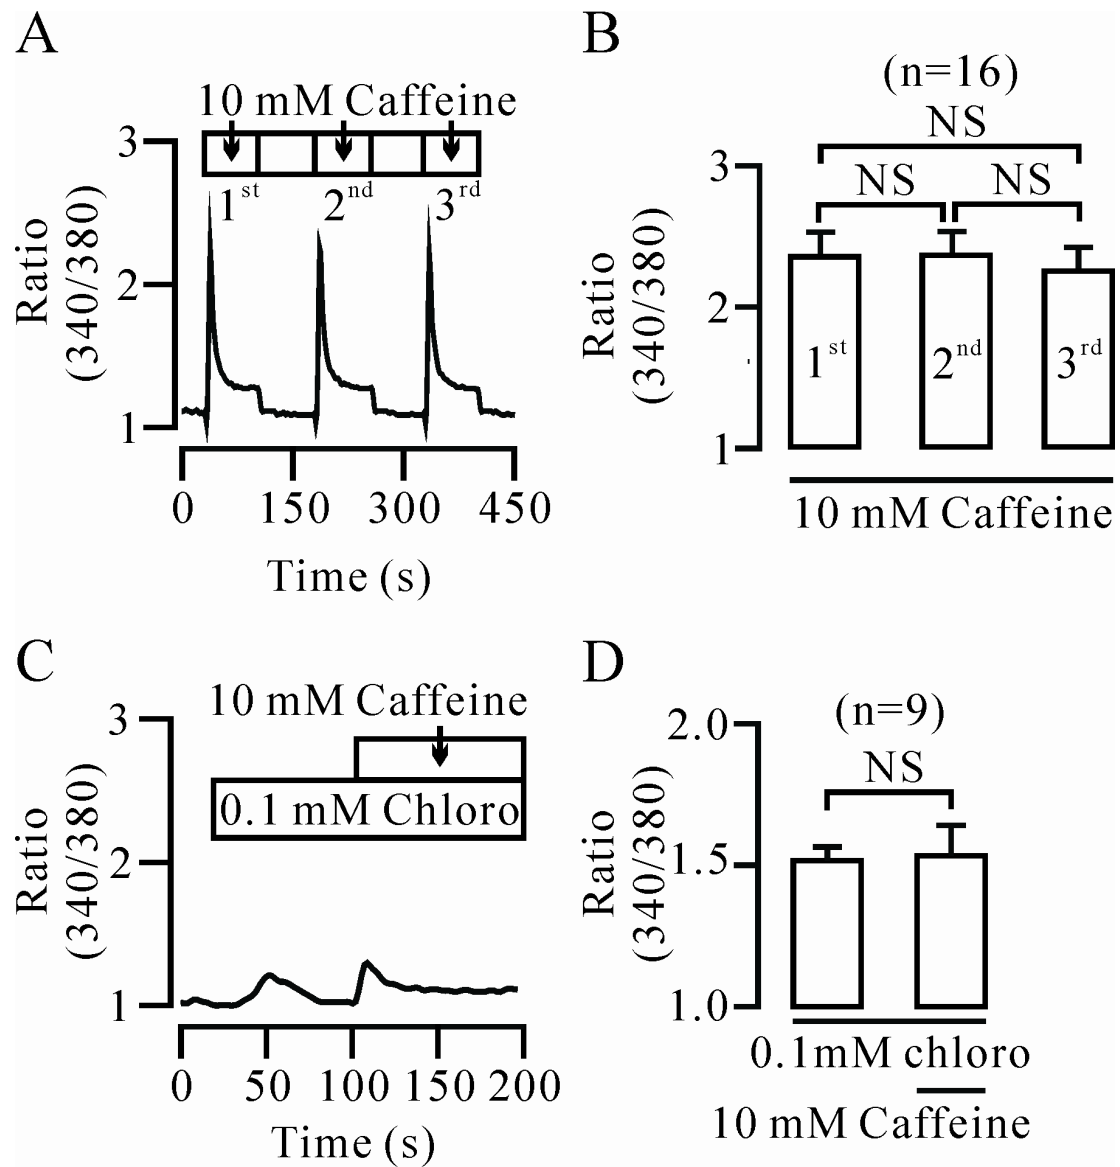 A
10 mM Caffeine
3
2
1
Ratio
(340/380)
1st
2nd
3rd
0 150 300 450
Time (s)
B
(n=16)
NS
NS NS
3
2
1
Ratio
(340/380)
1st
2nd
3rd
10 mM Caffeine
C
10 mM Caffeine
0.1 mM Chloro
3
2
1
Ratio
(340/380)
0 50 100 150 200
Time (s)
D
(n=9)
NS
2.0
1.5
1.0
Ratio
(340/380)
0.1mM chloro
10 mM Caffeine